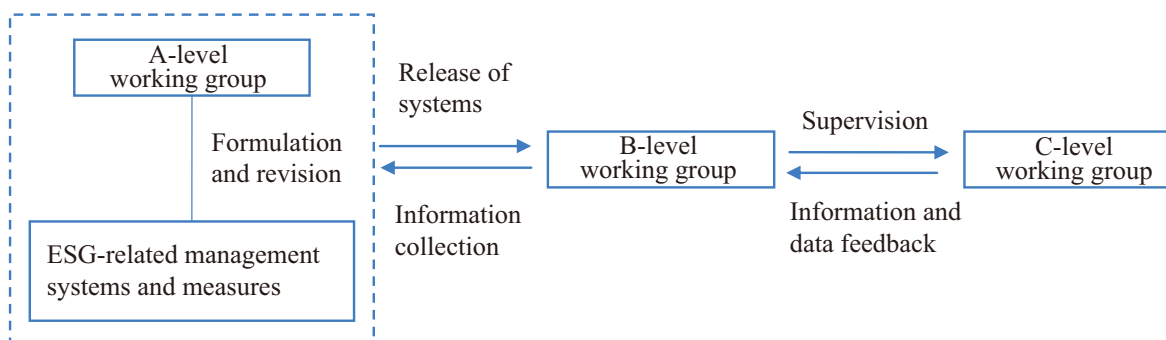 A-level
working group
Formulation
and revision
ESG-related management
systems and measures
Release of
systems
Information
collection
B-level
working group
Supervision
Information and
data feedback
C-level
working group